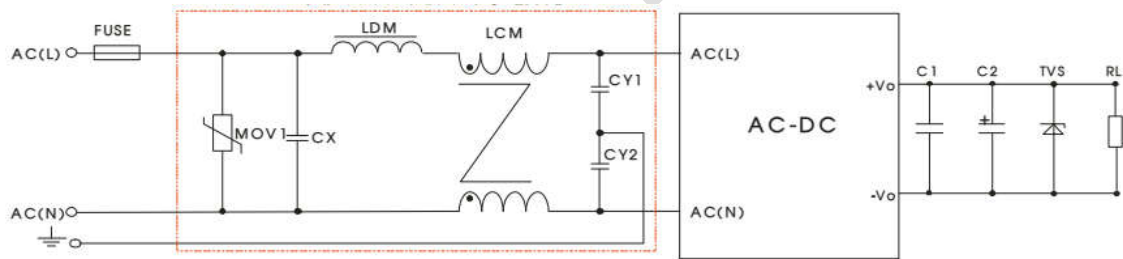 FUSE
LDM
LCM
AC(L)
AC(L)
CY1
+Vo
C1
C2
TVS
RL
MOV1
CX
AC-DC
CY2
AC(N)
AC(N)
-Vo